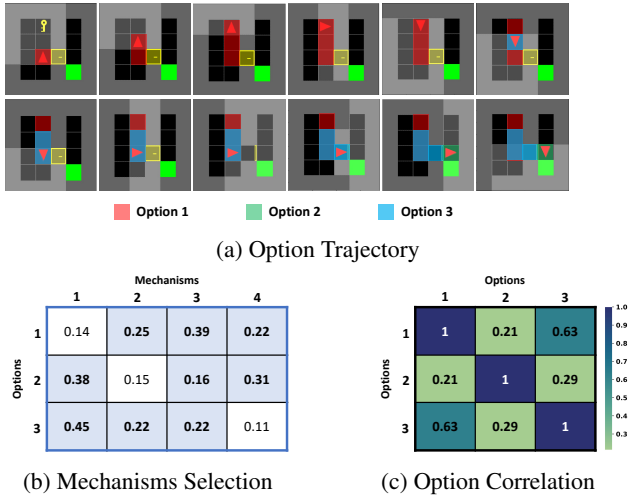 Option 1 Option 2 Option 3
(a) Option Trajectory
Mechanisms
1 2 3 4
Options
1 0.14 0.25 0.39 0.22
2 0.38 0.15 0.16 0.31
3 0.45 0.22 0.22 0.11
(b) Mechanisms Selection
Options
1 2 3
Options
1 1 0.21 0.63
2 0.21 1 0.29
3 0.63 0.29 1
1.0
0.9
0.8
0.7
0.6
0.5
0.4
0.3
(c) Option Correlation